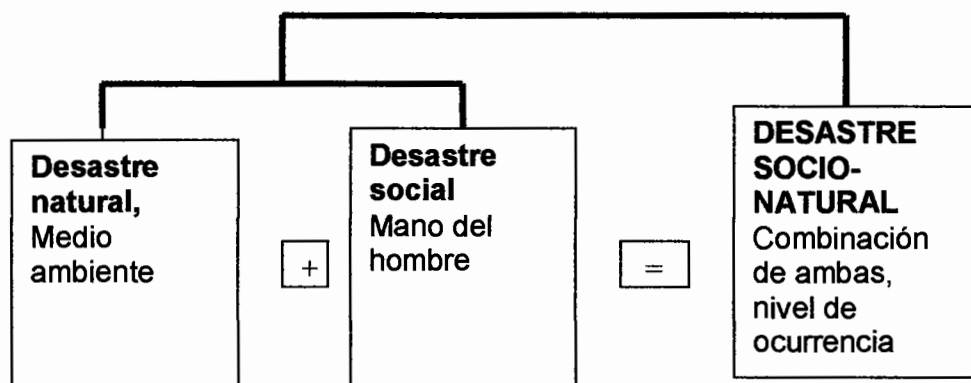 Desastre
natural,
Medio
ambiente
+
Desastre
social
Mano del
hombre
=
DESASTRE
SOCIO-
NATURAL
Combinación
de ambas,
nivel de
ocurrencia